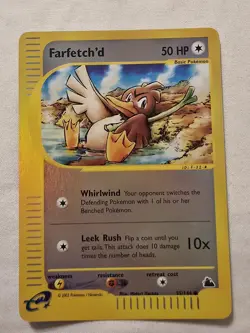 Farfetch'd 50 HP
Basic Pokémon
Whirlwind Your opponent switches the
Defending Pokémon with 1 of his or her
Benched Pokémon.
Leek Rush Flip a coin until you
get tails. This attack does 10 damage
times the number of heads.
10x
weakness resistance retreat cost
e